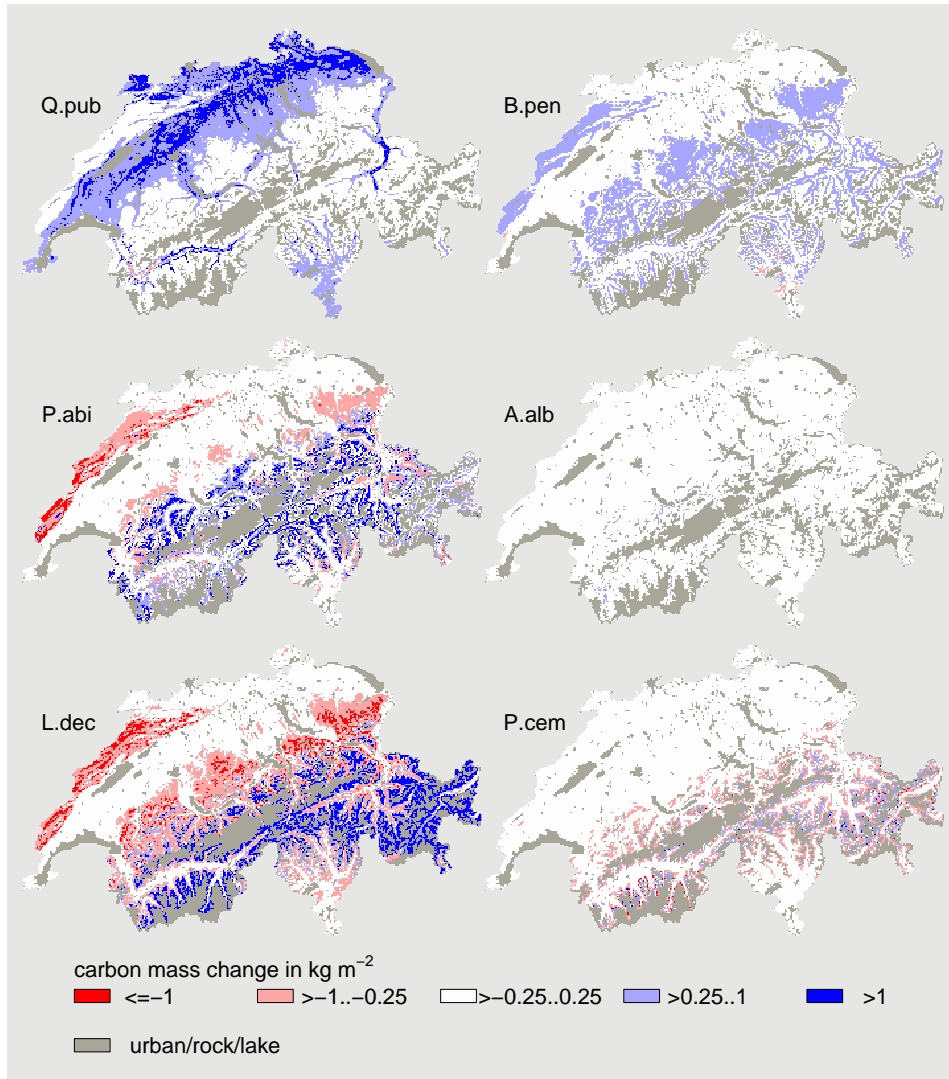 Q.pub
B.pen
P.abi
A.alb
L.dec
P.cem
carbon mass change in kg m⁻²
<=−1 >−1..−0.25 >−0.25..0.25 >0.25..1 >1
urban/rock/lake